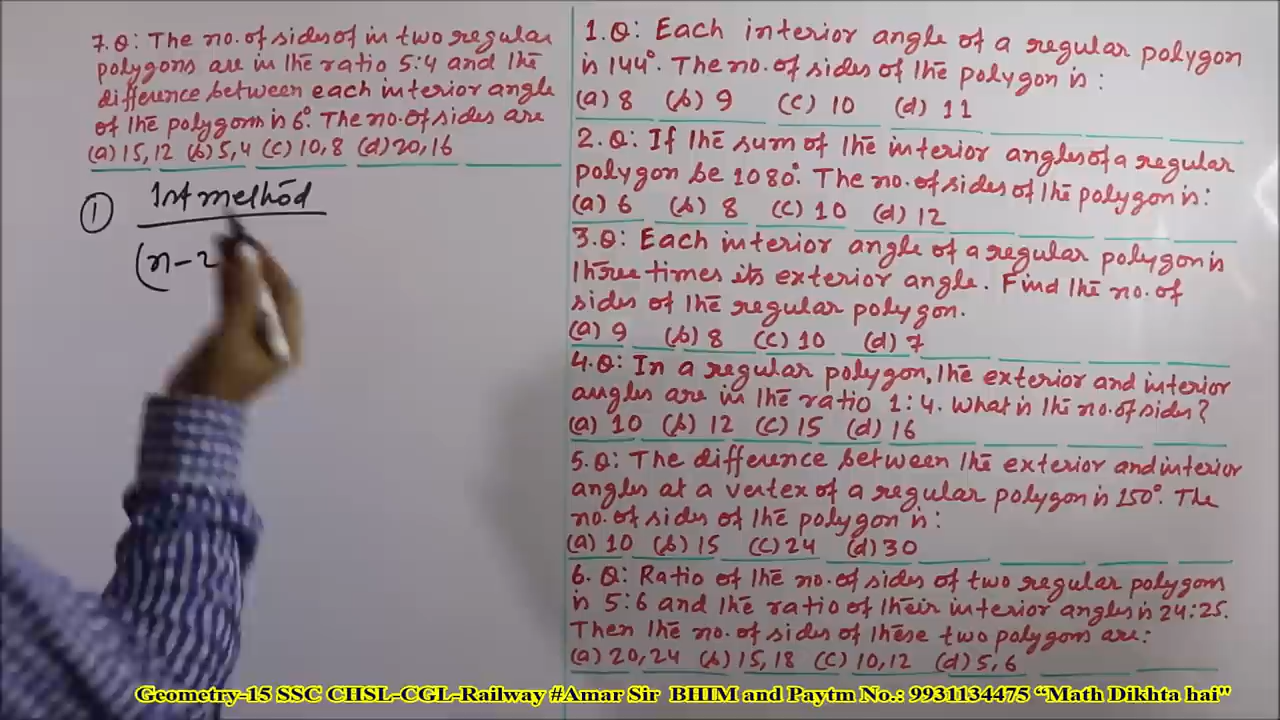 7.Q: The no. of sides of in two regular
polygons are in the ratio 5:4 and the
difference between each interior angle
of the polygons is 6°. The no. of sides are
(a) 15, 12 (b) 5, 4 (c) 10, 8 (d) 20, 16
① Ist method
(n-2
1.Q: Each interior angle of a regular polygon
is 144°. The no. of sides of the polygon is:
(a) 8 (b) 9 (c) 10 (d) 11
2.Q: If the sum of the interior angles of a regular
polygon be 1080°. The no. of sides of the polygon is:
(a) 6 (b) 8 (c) 10 (d) 12
3.Q: Each interior angle of a regular polygon is
three times its exterior angle. Find the no. of
sides of the regular polygon.
(a) 9 (b) 8 (c) 10 (d) 7
4.Q: In a regular polygon, the exterior and interior
angles are in the ratio 1:4. What is the no. of sides?
(a) 10 (b) 12 (c) 15 (d) 16
5.Q: The difference between the exterior and interior
angles at a vertex of a regular polygon is 150°. The
no. of sides of the polygon is:
(a) 10 (b) 15 (c) 24 (d) 30
6.Q: Ratio of the no. of sides of two regular polygons
is 5:6 and the ratio of their interior angles is 24:25.
Then the no. of sides of these two polygons are:
(a) 20, 24 (b) 15, 18 (c) 10, 12 (d) 5, 6
Geometry-15 SSC CHSL-CGL-Railway #Amar Sir BHIM and Paytm No.: 9931134475 “Math Dikhta hai"